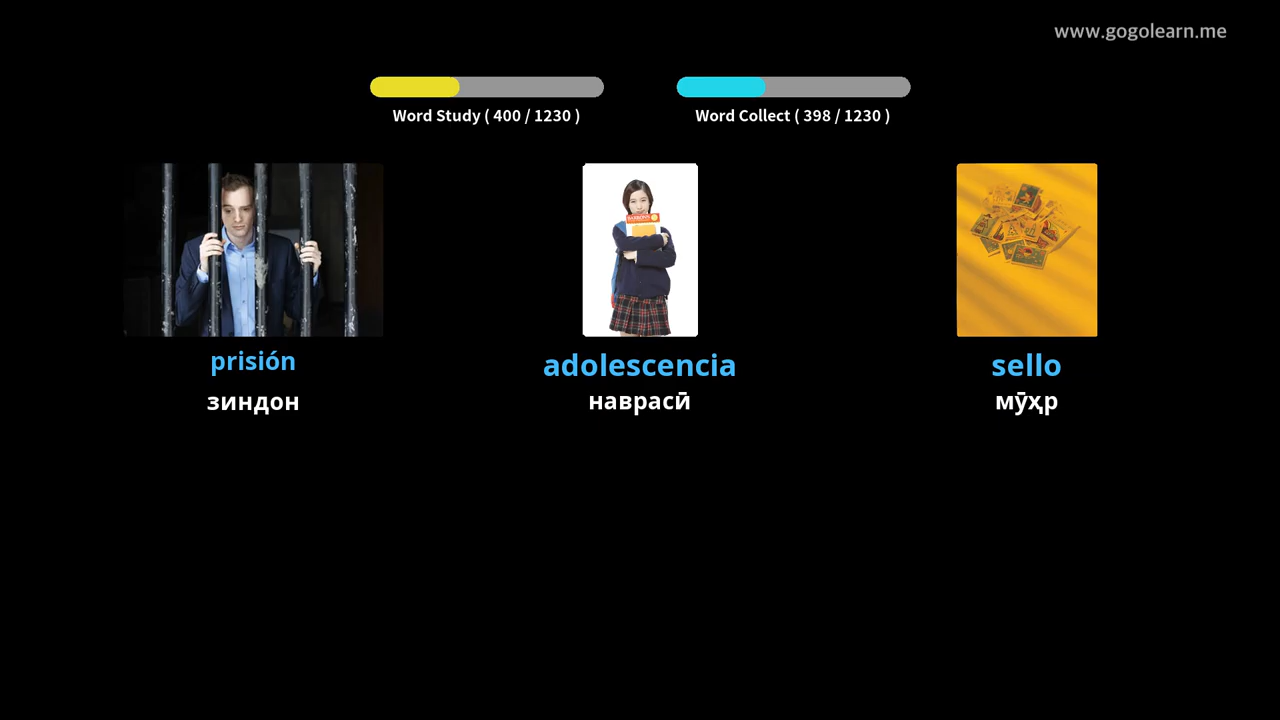 www.gogolearn.me
Word Study ( 400 / 1230 )
Word Collect ( 398 / 1230 )
prisión
adolescencia
sello
зиндон
наврасӣ
мӯҳр